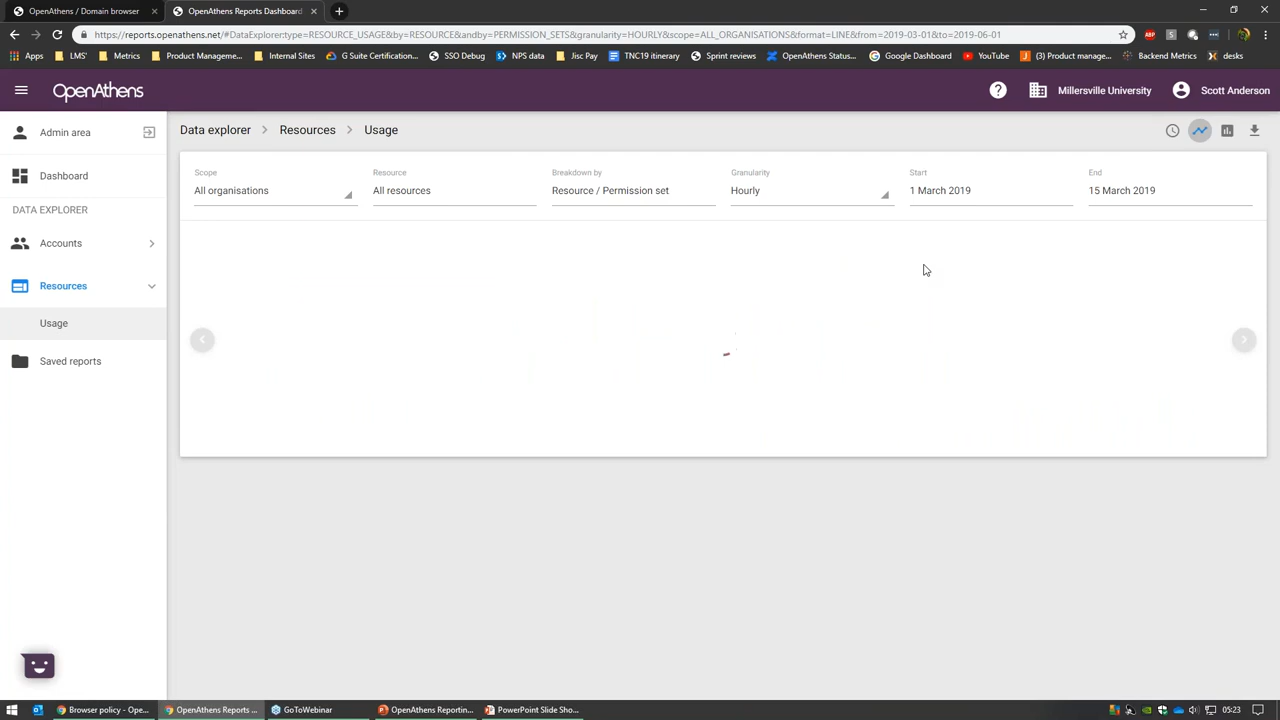 OpenAthens / Domain browser
OpenAthens Reports Dashboard
https://reports.openathens.net/#DataExplorer:type=RESOURCE_USAGE&by=RESOURCE&andby=PERMISSION_SETS&granularity=HOURLY&scope=ALL_ORGANISATIONS&format=LINE&from=2019-03-01&to=2019-06-01
Apps LMS' Metrics Product Manageme... Internal Sites G Suite Certification... SSO Debug NPS data Jisc Pay TNC19 itinerary Sprint reviews OpenAthens Status... Google Dashboard YouTube (3) Product manage... Backend Metrics desks
OpenAthens
Millersville University
Scott Anderson
Admin area
Dashboard
DATA EXPLORER
Accounts
Resources
Usage
Saved reports
Data explorer > Resources > Usage
Scope
All organisations
Resource
All resources
Breakdown by
Resource / Permission set
Granularity
Hourly
Start
1 March 2019
End
15 March 2019
Browser policy - Ope...
OpenAthens Reports ...
GoToWebinar
OpenAthens Reportin...
PowerPoint Slide Sho...
05:23